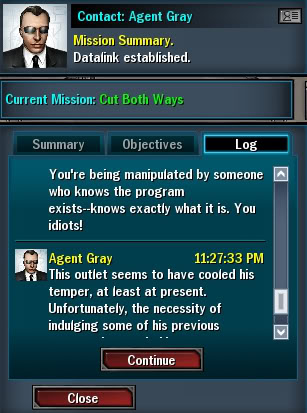 Contact: Agent Gray
Mission Summary.
Datalink established.
Current Mission: Cut Both Ways
Summary
Objectives
Log
You're being manipulated by someone
who knows the program
exists--knows exactly what it is. You
idiots!
Agent Gray
11:27:33 PM
This outlet seems to have cooled his
temper, at least at present.
Unfortunately, the necessity of
indulging some of his previous
Continue
Close